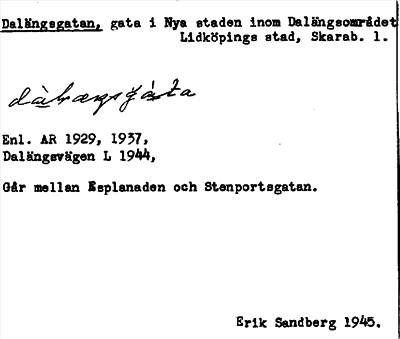 Dalängsgatan, gata i Nya staden inom Dalängsområdet
Lidköpings stad, Skarab. l.
Enl. AR 1929, 1937,
Dalängsvägen L 1944,
Går mellan Esplanaden och Stenportsgatan.
Erik Sandberg 1945.